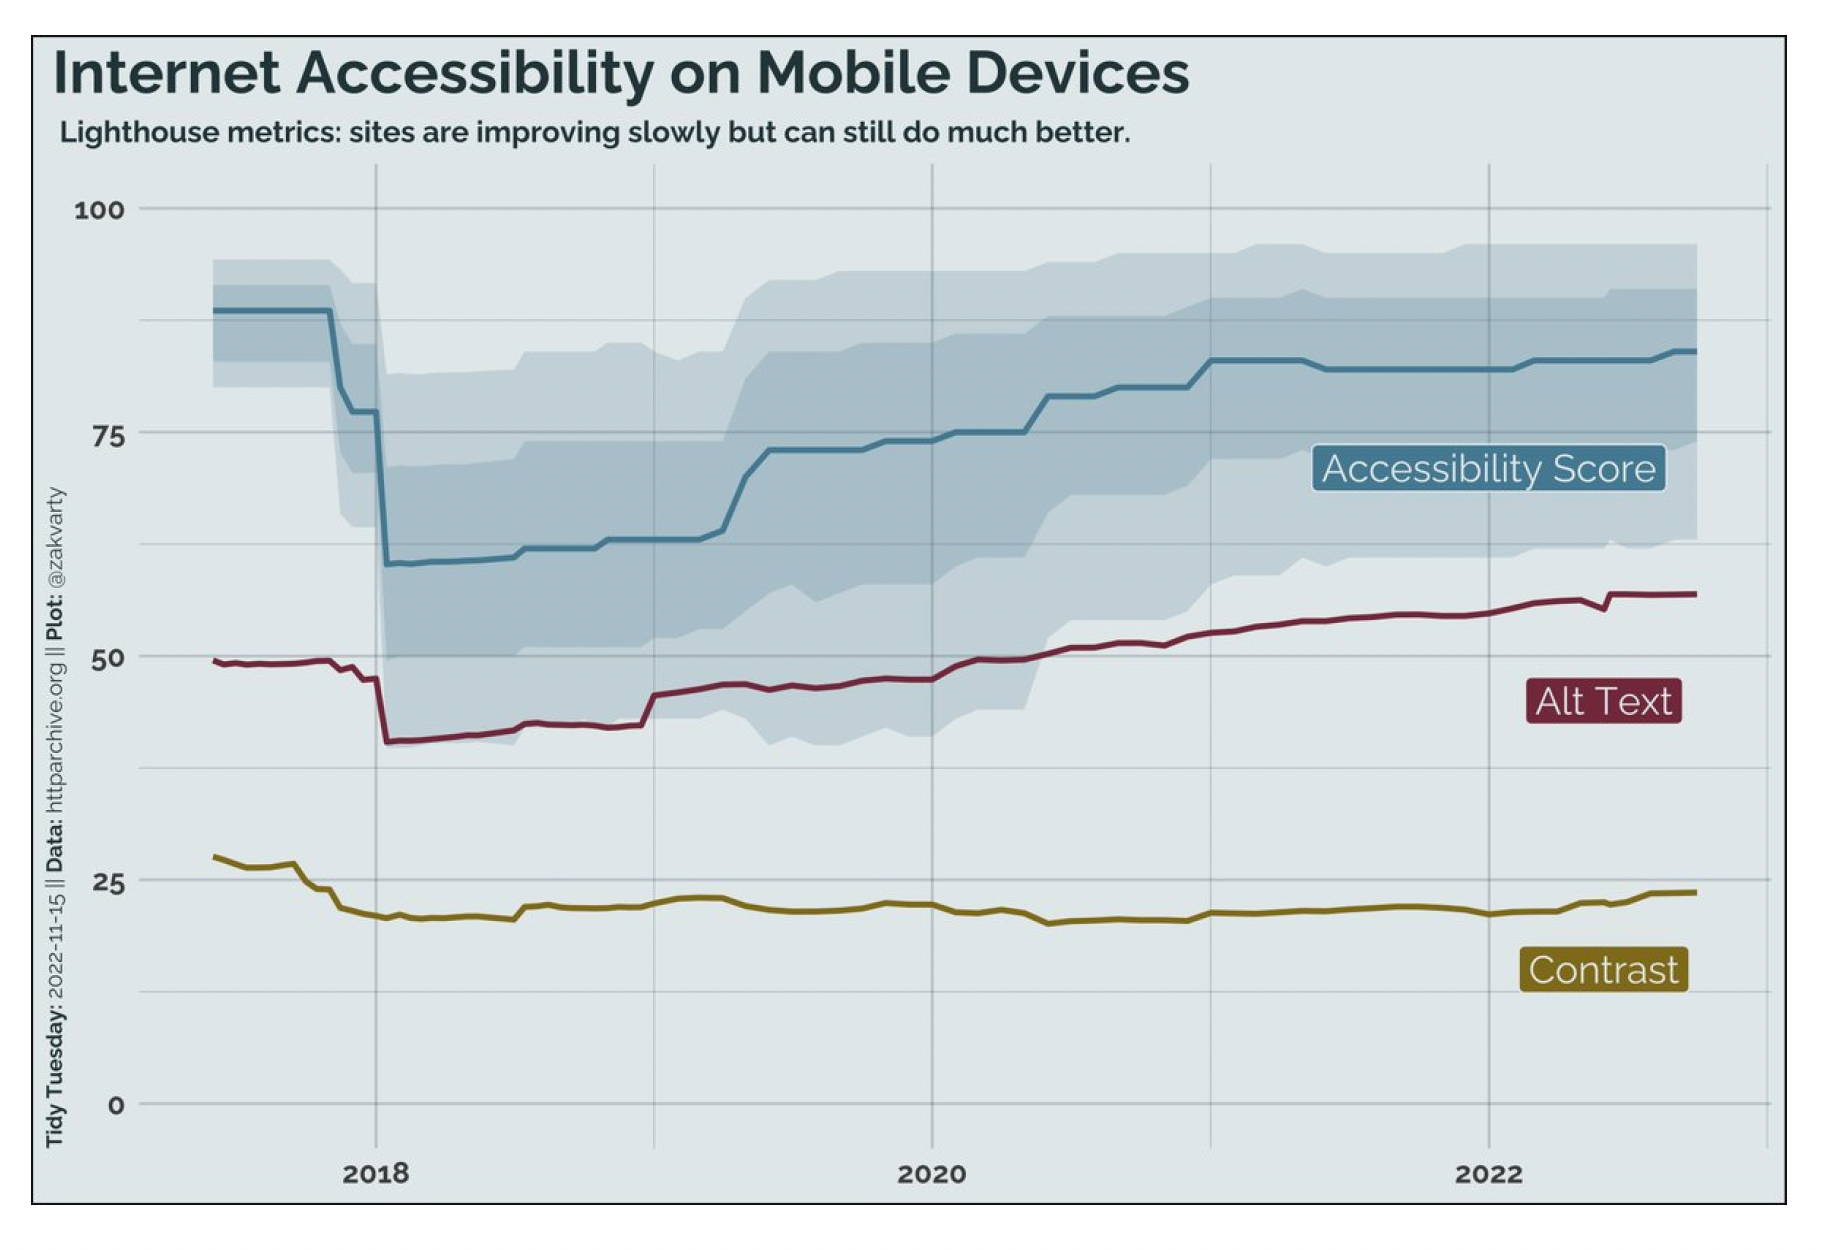 Internet Accessibility on Mobile Devices
Lighthouse metrics: sites are improving slowly but can still do much better.
100
75
50
25
0
Accessibility Score
Alt Text
Contrast
2018
2020
2022
Tidy Tuesday: 2022-11-15 || Data: httparchive.org || Plot: @zakvarty